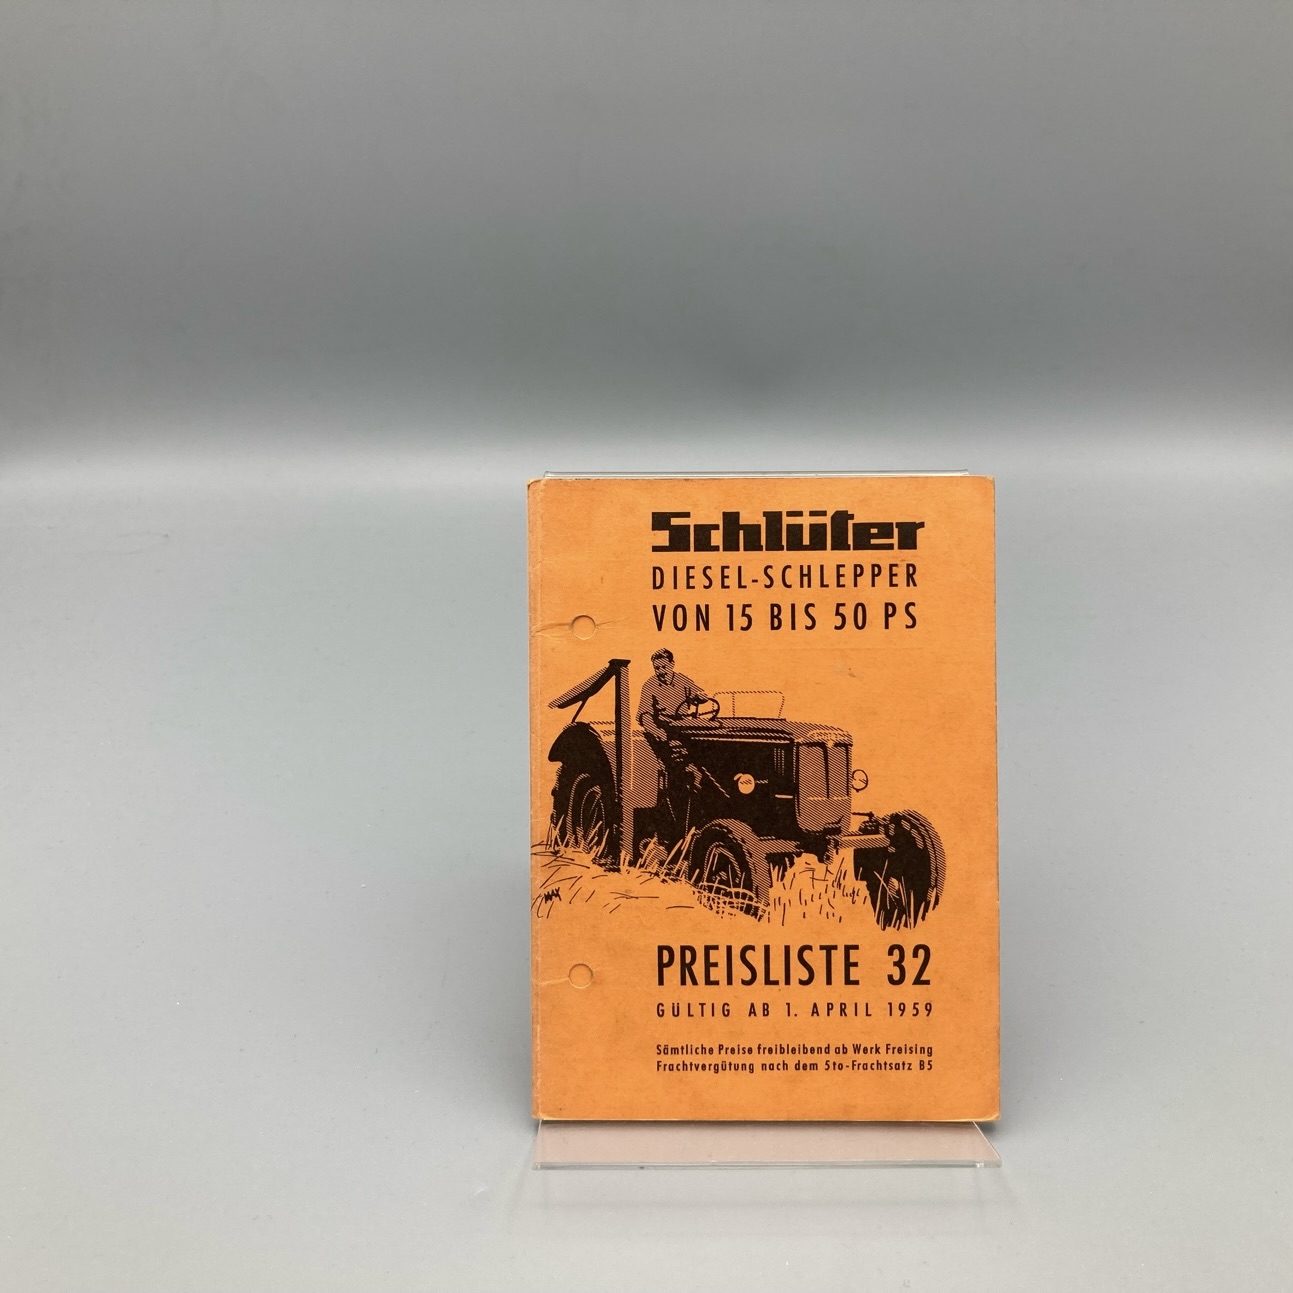 Schlüter
DIESEL-SCHLEPPER
VON 15 BIS 50 PS
MAX
PREISLISTE 32
GÜLTIG AB 1. APRIL 1959
Sämtliche Preise freibleibend ab Werk Freising
Frachtvergütung nach dem 5to-Frachtsatz B5